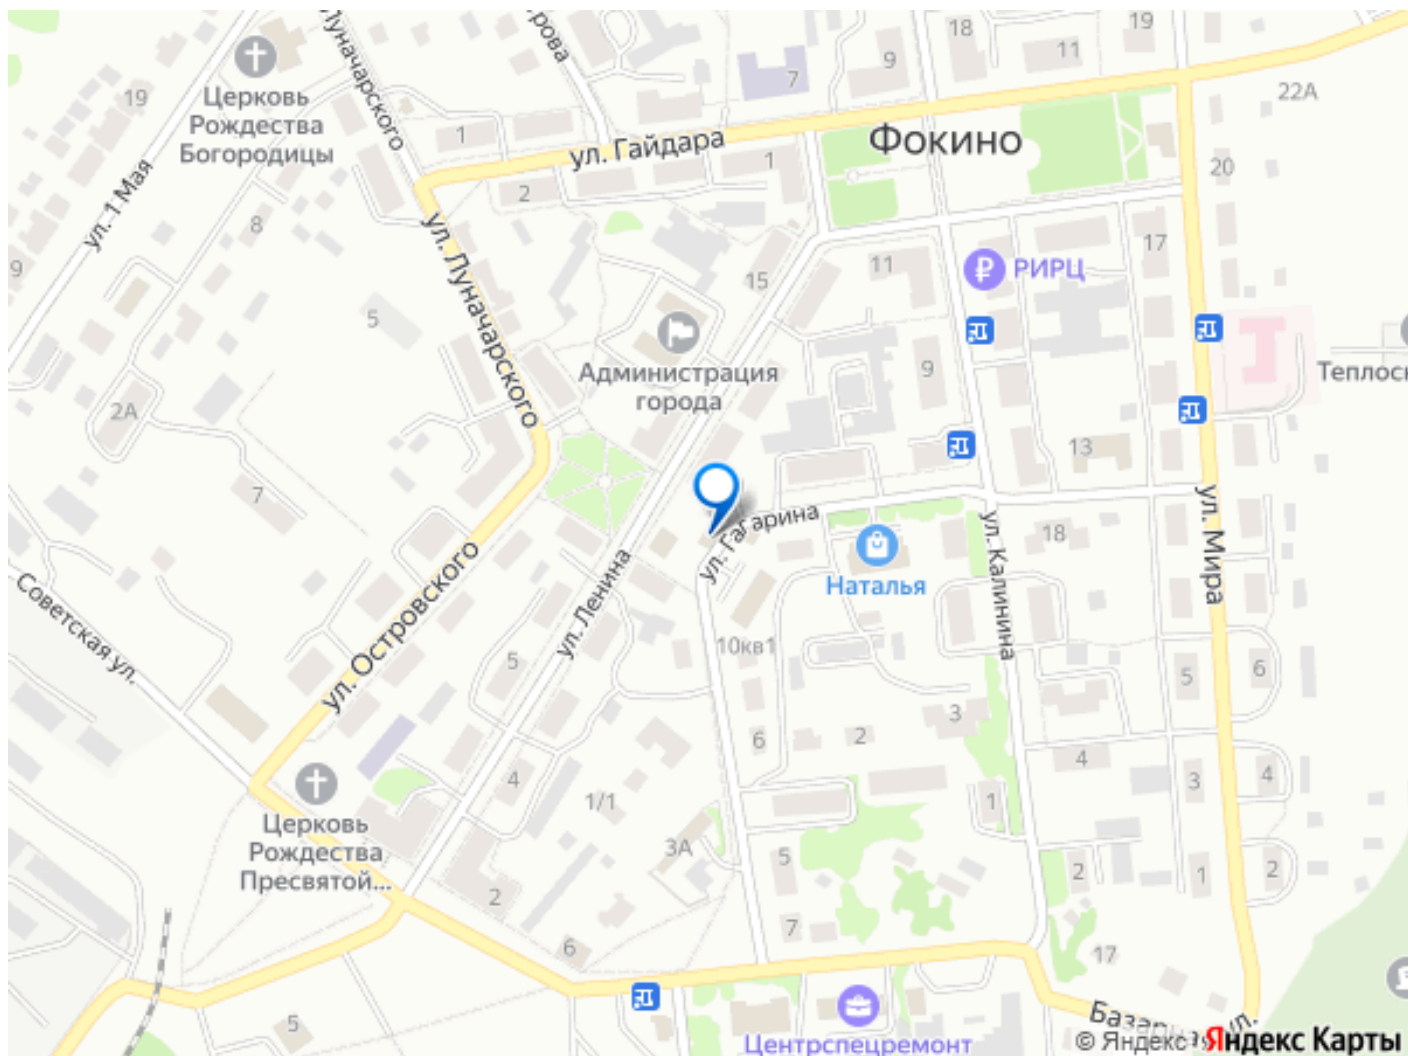 18
19
11
9
7
22А
19
Церковь
Рождества
Богородицы
Луначарского
1
ул. Гайдара
1
Фокино
20
2
ул. 1 Мая
8
ул. Луначарского
17
15
11
РИРЦ
9
5
Администрация
города
9
Теплоск
2А
13
7
ул. Гагарина
18
ул. Мира
ул. Калинина
Наталья
ул. Ленина
ул. Островского
Советская ул.
10кв1
5
5
6
3
2
6
4
4
3
4
1/1
1
Церковь
Рождества
Пресвятой...
3А
5
2
1
2
2
7
6
17
5
Базарная ул.
Центрспецремонт
© Яндекс Яндекс Карты